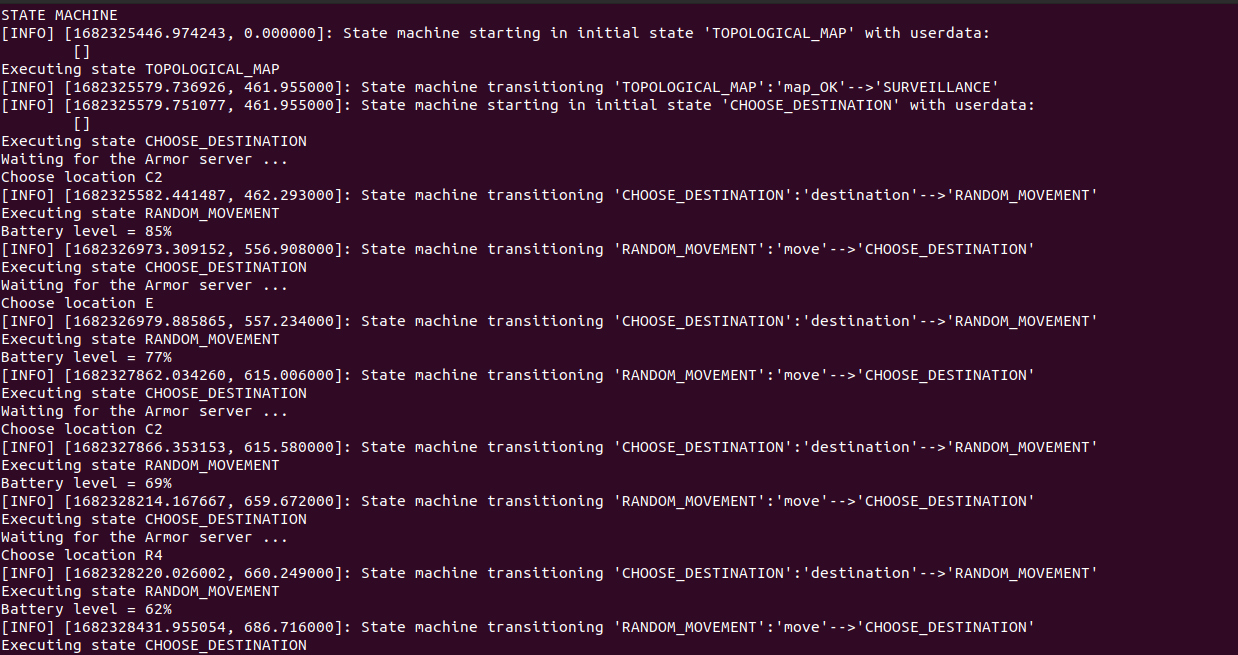 STATE MACHINE
[INFO] [1682325446.974243, 0.000000]: State machine starting in initial state 'TOPOLOGICAL_MAP' with userdata:
        []
Executing state TOPOLOGICAL_MAP
[INFO] [1682325579.736926, 461.955000]: State machine transitioning 'TOPOLOGICAL_MAP':'map_OK'-->'SURVEILLANCE'
[INFO] [1682325579.751077, 461.955000]: State machine starting in initial state 'CHOOSE_DESTINATION' with userdata:
        []
Executing state CHOOSE_DESTINATION
Waiting for the Armor server ...
Choose location C2
[INFO] [1682325582.441487, 462.293000]: State machine transitioning 'CHOOSE_DESTINATION':'destination'-->'RANDOM_MOVEMENT'
Executing state RANDOM_MOVEMENT
Battery level = 85%
[INFO] [1682326973.309152, 556.908000]: State machine transitioning 'RANDOM_MOVEMENT':'move'-->'CHOOSE_DESTINATION'
Executing state CHOOSE_DESTINATION
Waiting for the Armor server ...
Choose location E
[INFO] [1682326979.885865, 557.234000]: State machine transitioning 'CHOOSE_DESTINATION':'destination'-->'RANDOM_MOVEMENT'
Executing state RANDOM_MOVEMENT
Battery level = 77%
[INFO] [1682327862.034260, 615.006000]: State machine transitioning 'RANDOM_MOVEMENT':'move'-->'CHOOSE_DESTINATION'
Executing state CHOOSE_DESTINATION
Waiting for the Armor server ...
Choose location C2
[INFO] [1682327866.353153, 615.580000]: State machine transitioning 'CHOOSE_DESTINATION':'destination'-->'RANDOM_MOVEMENT'
Executing state RANDOM_MOVEMENT
Battery level = 69%
[INFO] [1682328214.167667, 659.672000]: State machine transitioning 'RANDOM_MOVEMENT':'move'-->'CHOOSE_DESTINATION'
Executing state CHOOSE_DESTINATION
Waiting for the Armor server ...
Choose location R4
[INFO] [1682328220.026002, 660.249000]: State machine transitioning 'CHOOSE_DESTINATION':'destination'-->'RANDOM_MOVEMENT'
Executing state RANDOM_MOVEMENT
Battery level = 62%
[INFO] [1682328431.955054, 686.716000]: State machine transitioning 'RANDOM_MOVEMENT':'move'-->'CHOOSE_DESTINATION'
Executing state CHOOSE_DESTINATION